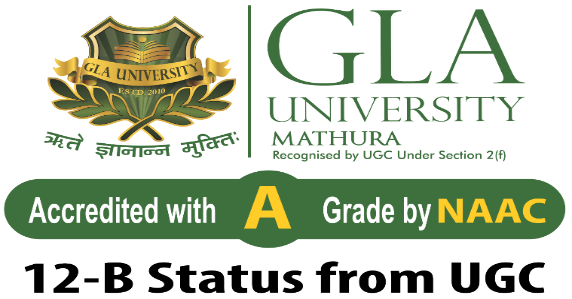 GLA UNIVERSITY
ESTD. 2010
ऋते ज्ञानान्न मुक्तिः
GLA
UNIVERSITY
MATHURA
Recognised by UGC Under Section 2(f)
Accredited with A Grade by NAAC
12-B Status from UGC